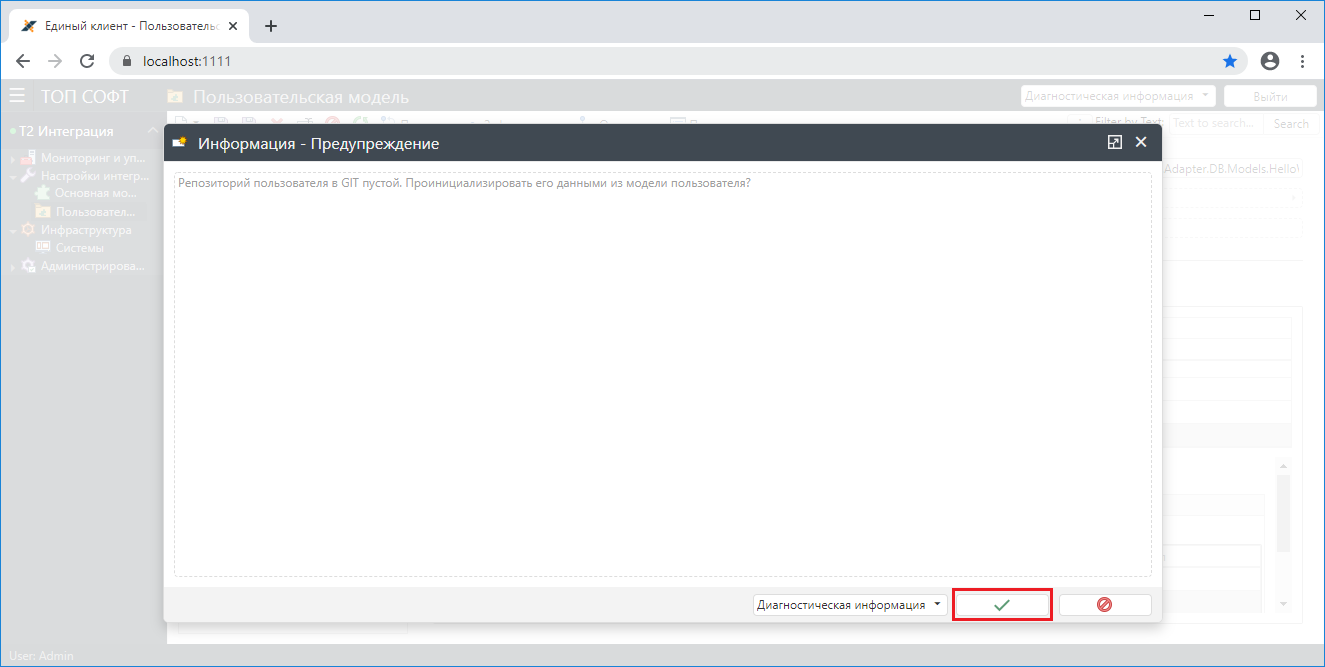 Единый клиент - Пользовательс
localhost:1111
ТОП СОФТ
Пользовательская модель
Диагностическая информация
Выйти
Т2 Интеграция
Filter by Text:
Text to search...
Search
Информация - Предупреждение
Мониторинг и уп...
Настройки интегр...
Adapter.DB.Models.Hello\
Основная мо...
Репозиторий пользователя в GIT пустой. Проинициализировать его данными из модели пользователя?
Пользовател...
Инфраструктура
Системы
Администрирова...
Диагностическая информация
User: Admin